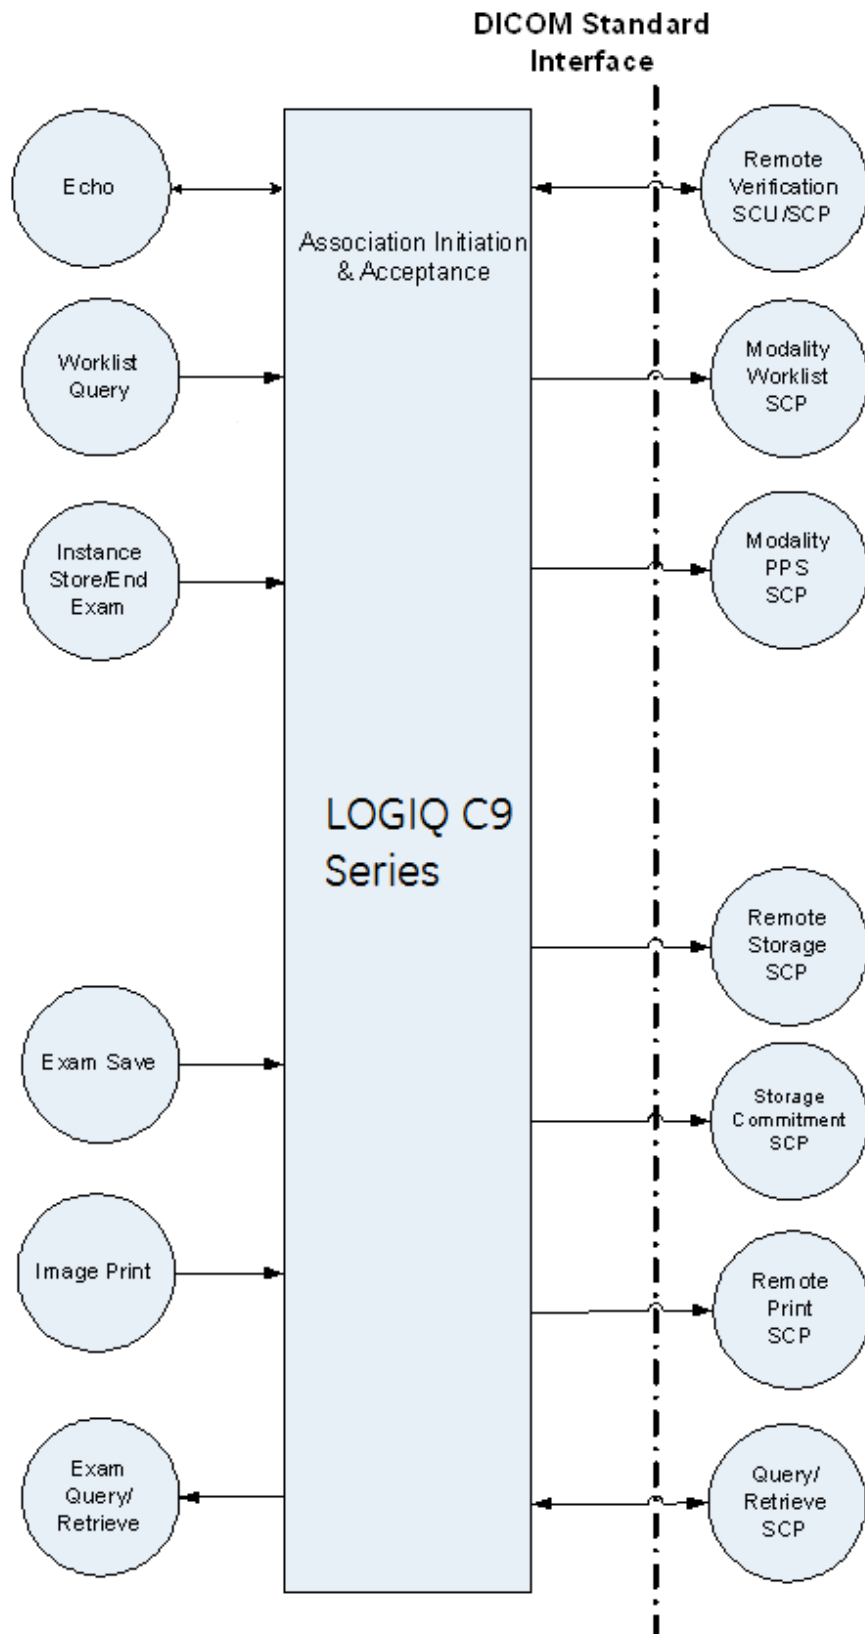 DICOM Standard
Interface
Echo
Association Initiation
& Acceptance
Remote
Verification
SCU/SCP
Worklist
Query
Modality
Worklist
SCP
Instance
Store/End
Exam
Modality
PPS
SCP
LOGIQ C9
Series
Remote
Storage
SCP
Exam Save
Storage
Commitment
SCP
Image Print
Remote
Print
SCP
Exam
Query/
Retrieve
Query/
Retrieve
SCP